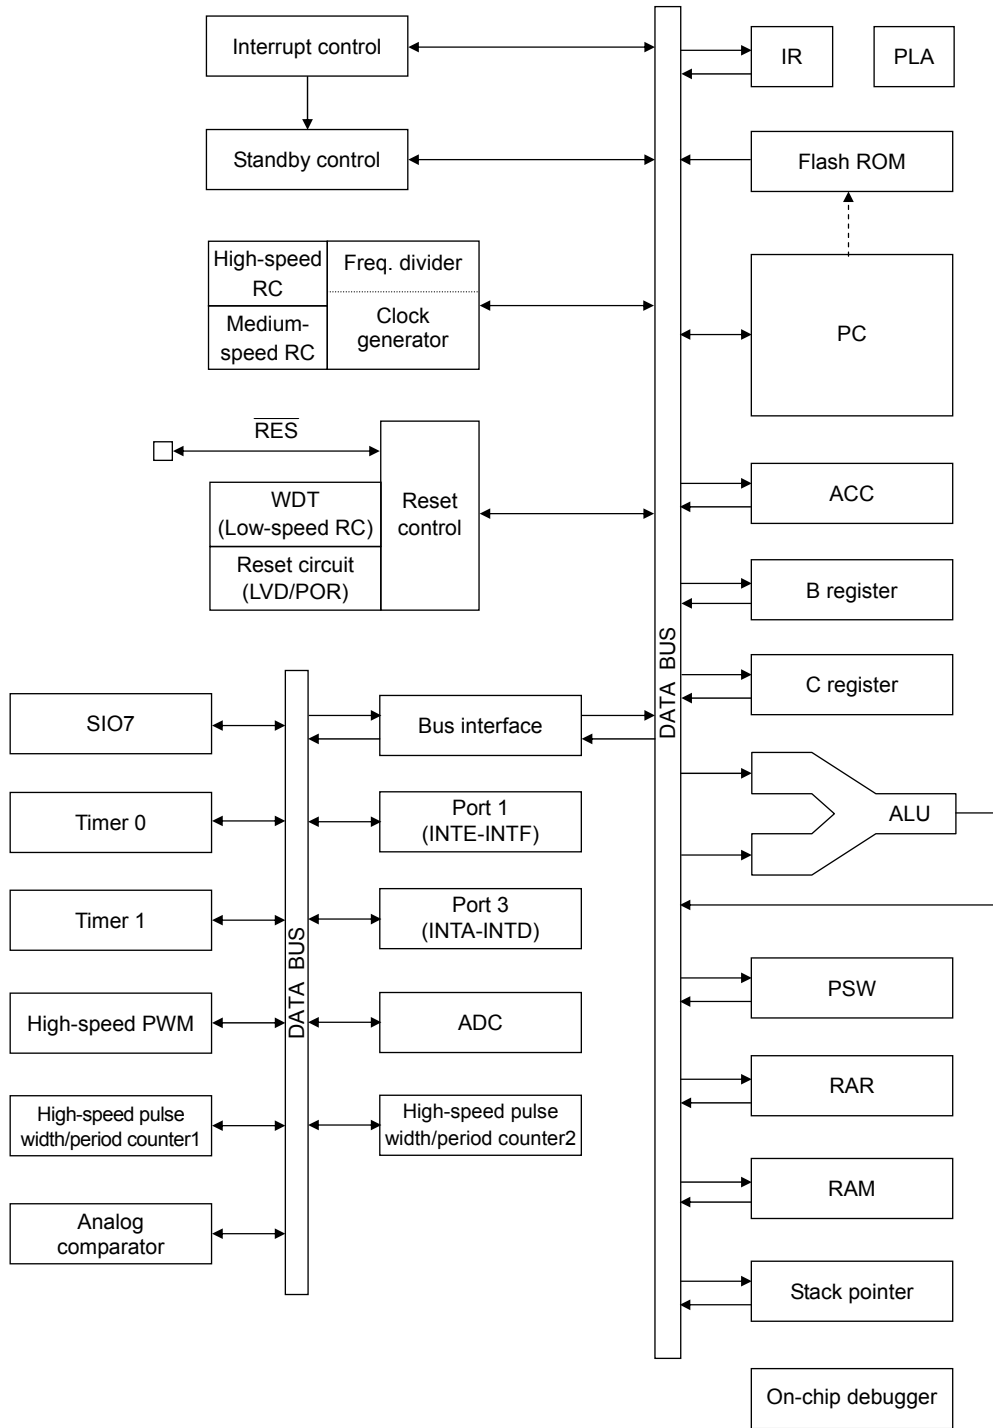 Interrupt control
IR
PLA
Standby control
Flash ROM
High-speed
RC
Freq. divider
Medium-
speed RC
Clock
generator
PC
RES
WDT
(Low-speed RC)
Reset
control
Reset circuit
(LVD/POR)
ACC
B register
C register
DATA BUS
SIO7
Bus interface
Timer 0
Port 1
(INTE-INTF)
ALU
Timer 1
Port 3
(INTA-INTD)
DATA BUS
High-speed PWM
ADC
PSW
High-speed pulse
width/period counter1
High-speed pulse
width/period counter2
RAR
RAM
Analog
comparator
Stack pointer
On-chip debugger